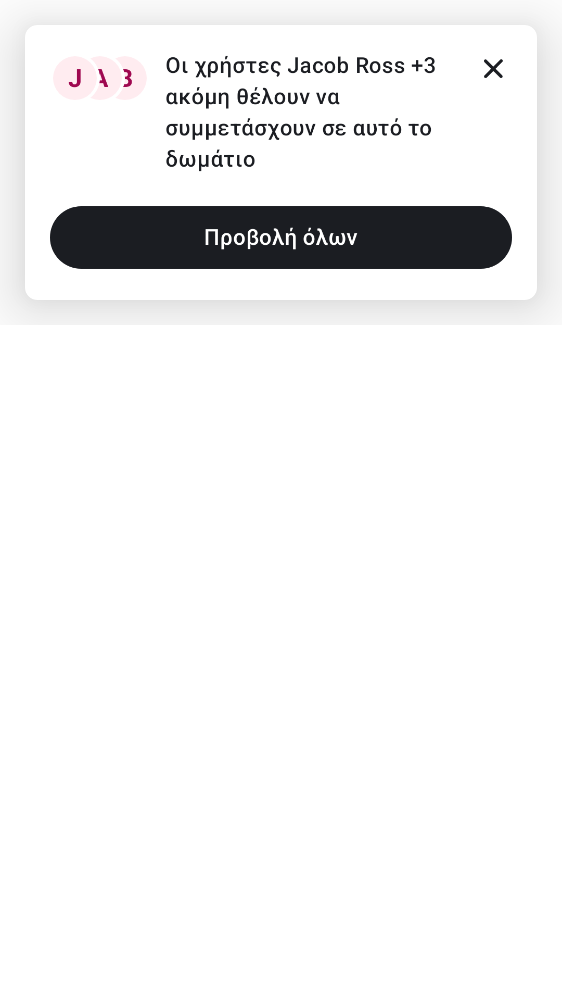 J A B
Οι χρήστες Jacob Ross +3
ακόμη θέλουν να
συμμετάσχουν σε αυτό το
δωμάτιο
Προβολή όλων